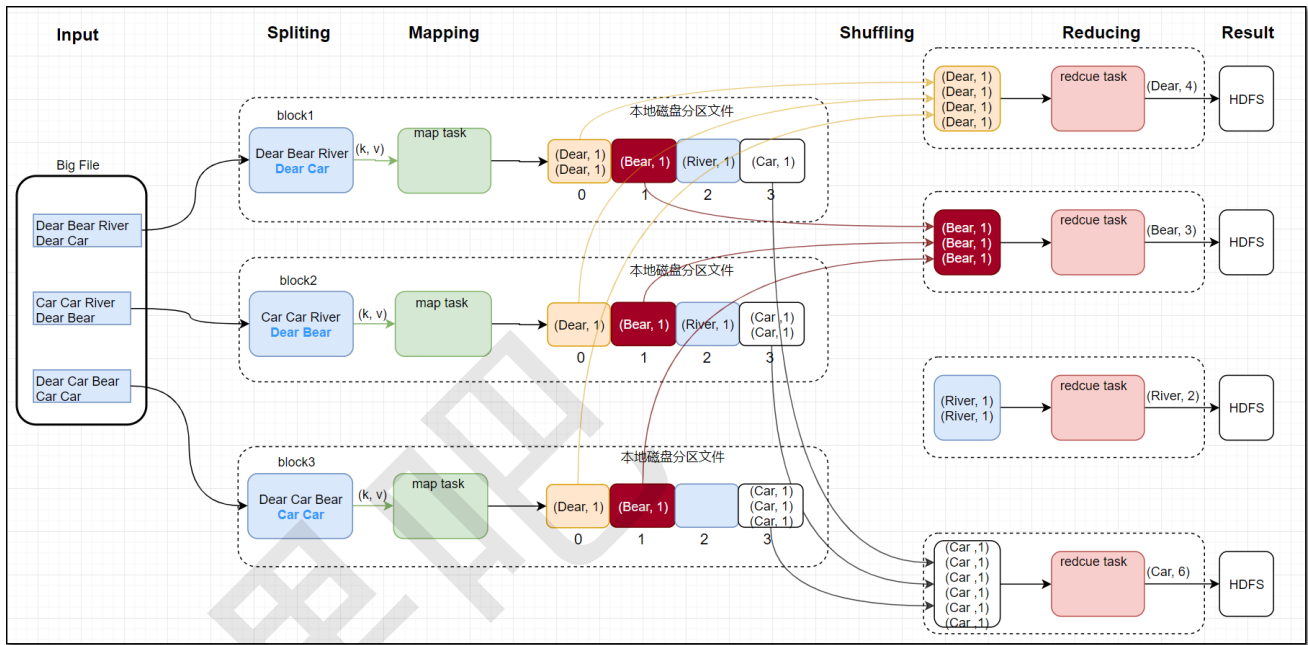 Input
Spliting
Mapping
Shuffling
Reducing
Result
Big File
Dear Bear River
Dear Car
Car Car River
Dear Bear
Dear Car Bear
Car Car
block1
Dear Bear River
Dear Car
(k, v)
map task
本地磁盘分区文件
(Dear, 1)
(Dear, 1)
(Bear, 1)
(River, 1)
(Car, 1)
0
1
2
3
block2
Car Car River
Dear Bear
(k, v)
map task
本地磁盘分区文件
(Dear, 1)
(Bear, 1)
(River, 1)
(Car ,1)
(Car, 1)
0
1
2
3
block3
Dear Car Bear
Car Car
(k, v)
map task
本地磁盘分区文件
(Dear, 1)
(Bear, 1)
(Car, 1)
(Car, 1)
(Car, 1)
0
1
2
3
(Dear, 1)
(Dear, 1)
(Dear, 1)
(Dear, 1)
redcue task
(Dear, 4)
HDFS
(Bear, 1)
(Bear, 1)
(Bear, 1)
redcue task
(Bear, 3)
HDFS
(River, 1)
(River, 1)
redcue task
(River, 2)
HDFS
(Car ,1)
(Car ,1)
(Car ,1)
(Car ,1)
(Car ,1)
(Car ,1)
redcue task
(Car, 6)
HDFS